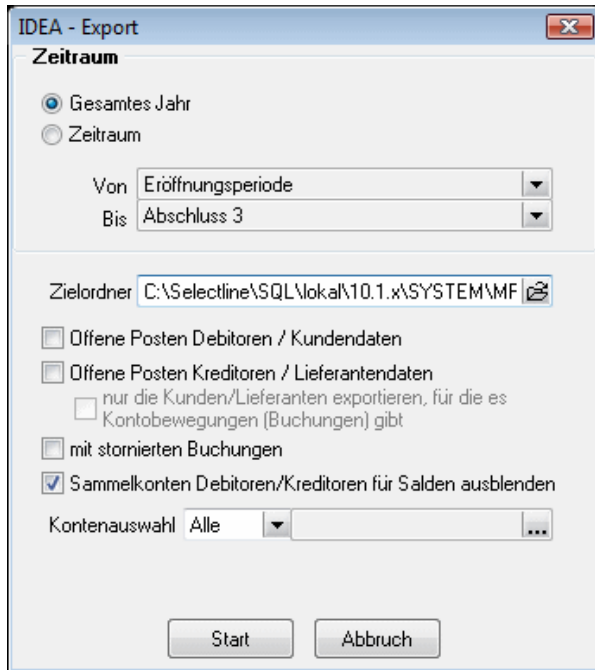 IDEA - Export
Zeitraum
Gesamtes Jahr
Zeitraum
Von Eröffnungsperiode
Bis Abschluss 3
Zielordner C:\Selectline\SQL\lokal\10.1.x\SYSTEM\MF
Offene Posten Debitoren / Kundendaten
Offene Posten Kreditoren / Lieferantendaten
nur die Kunden/Lieferanten exportieren, für die es
Kontobewegungen (Buchungen) gibt
mit stornierten Buchungen
Sammelkonten Debitoren/Kreditoren für Salden ausblenden
Kontenauswahl Alle ...
Start Abbruch